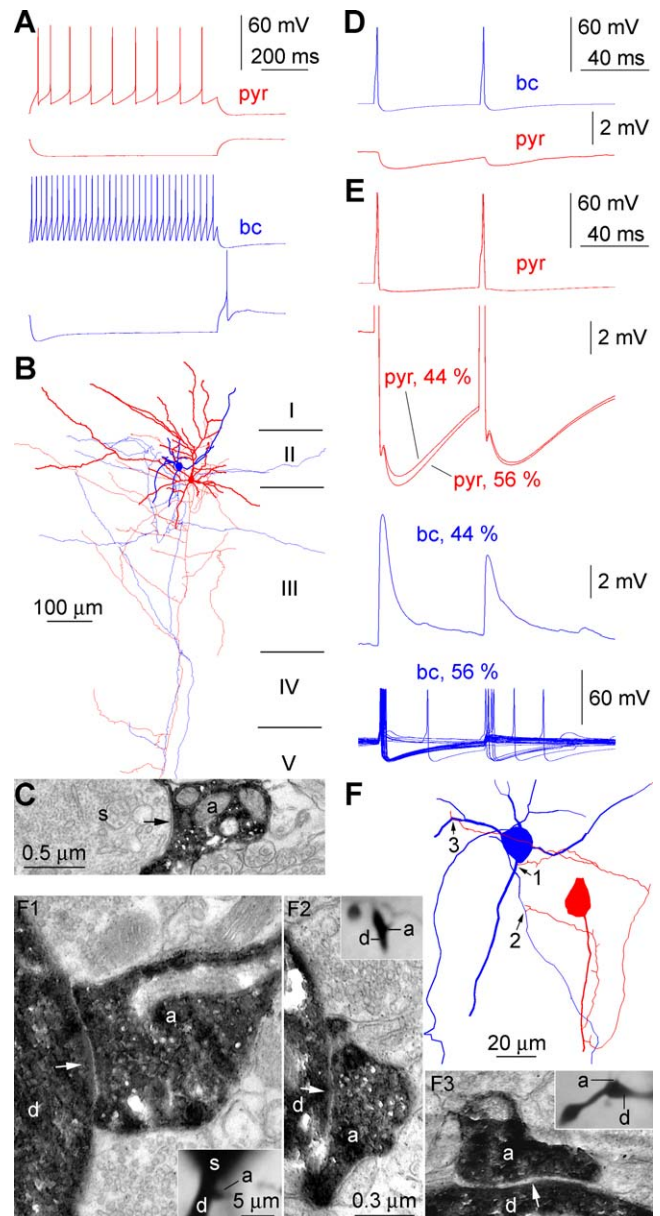 A
60 mV
200 ms
pyr
bc
B
I
II
III
IV
V
100 µm
C
s
a
0.5 µm
D
60 mV
40 ms
bc
2 mV
pyr
E
60 mV
40 ms
pyr
2 mV
pyr, 44 %
pyr, 56 %
bc, 44 %
2 mV
bc, 56 %
60 mV
F
3
1
2
20 µm
F1
a
d
s
a
d
5 µm
F2
a
d
d
a
0.3 µm
F3
a
d
a
d